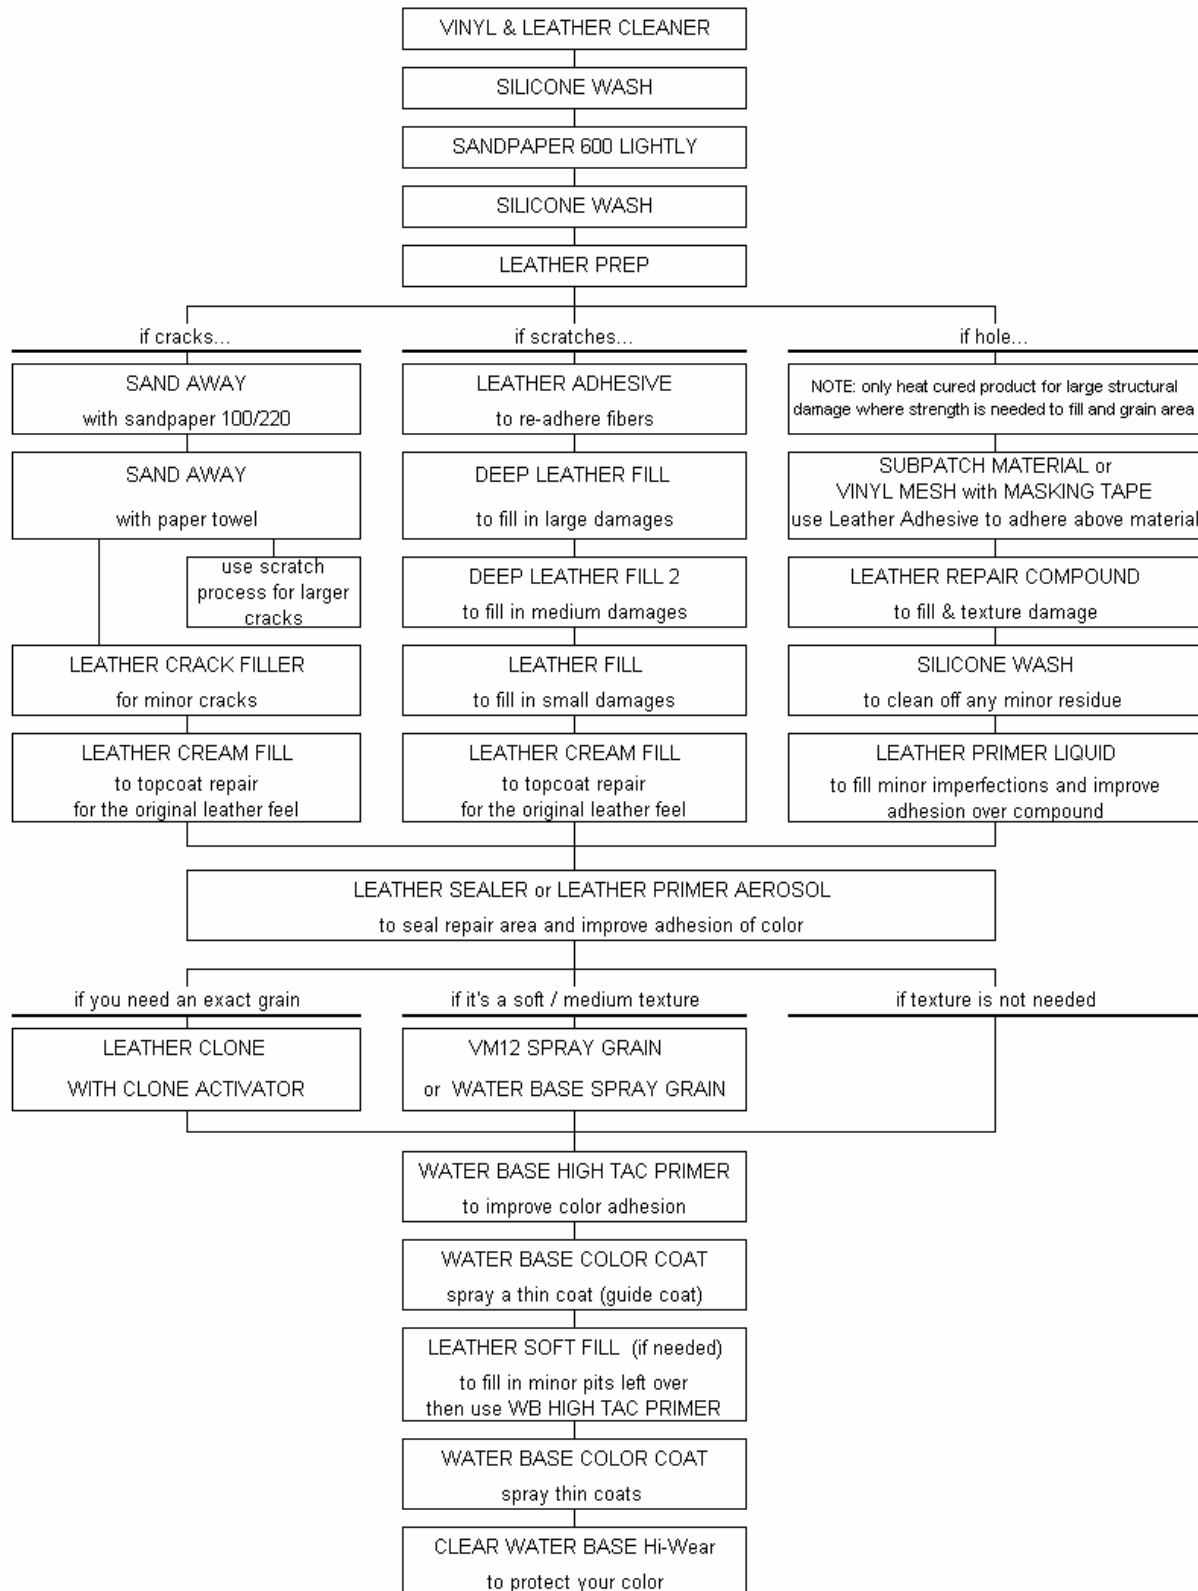 VINYL & LEATHER CLEANER
SILICONE WASH
SANDPAPER 600 LIGHTLY
SILICONE WASH
LEATHER PREP
if cracks...
SAND AWAY
with sandpaper 100/220
SAND AWAY
with paper towel
use scratch
process for larger
cracks
LEATHER CRACK FILLER
for minor cracks
LEATHER CREAM FILL
to topcoat repair
for the original leather feel
if scratches...
LEATHER ADHESIVE
to re-adhere fibers
DEEP LEATHER FILL
to fill in large damages
DEEP LEATHER FILL 2
to fill in medium damages
LEATHER FILL
to fill in small damages
LEATHER CREAM FILL
to topcoat repair
for the original leather feel
if hole...
NOTE: only heat cured product for large structural
damage where strength is needed to fill and grain area
SUBPATCH MATERIAL or
VINYL MESH with MASKING TAPE
use Leather Adhesive to adhere above material
LEATHER REPAIR COMPOUND
to fill & texture damage
SILICONE WASH
to clean off any minor residue
LEATHER PRIMER LIQUID
to fill minor imperfections and improve
adhesion over compound
LEATHER SEALER or LEATHER PRIMER AEROSOL
to seal repair area and improve adhesion of color
if you need an exact grain
LEATHER CLONE
WITH CLONE ACTIVATOR
if it's a soft / medium texture
VM12 SPRAY GRAIN
or WATER BASE SPRAY GRAIN
if texture is not needed
WATER BASE HIGH TAC PRIMER
to improve color adhesion
WATER BASE COLOR COAT
spray a thin coat (guide coat)
LEATHER SOFT FILL (if needed)
to fill in minor pits left over
then use WB HIGH TAC PRIMER
WATER BASE COLOR COAT
spray thin coats
CLEAR WATER BASE Hi-Wear
to protect your color